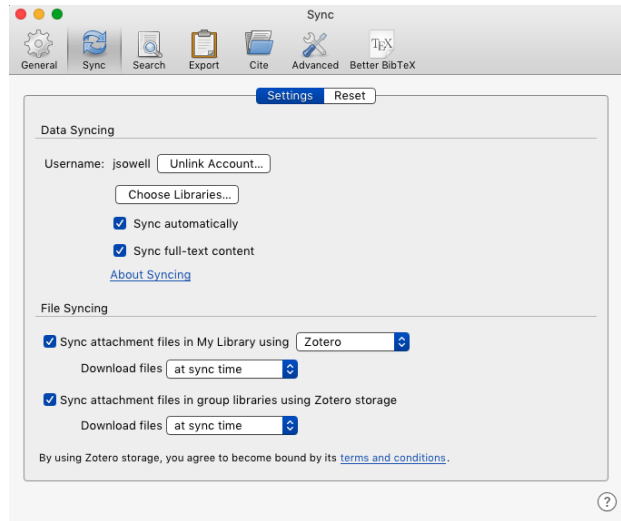 Sync
General Sync Search Export Cite Advanced Better BibTeX
TEX
Settings Reset
Data Syncing
Username: jsowell Unlink Account...
Choose Libraries...
Sync automatically
Sync full-text content
About Syncing
File Syncing
Sync attachment files in My Library using Zotero
Download files at sync time
Sync attachment files in group libraries using Zotero storage
Download files at sync time
By using Zotero storage, you agree to become bound by its terms and conditions.
?